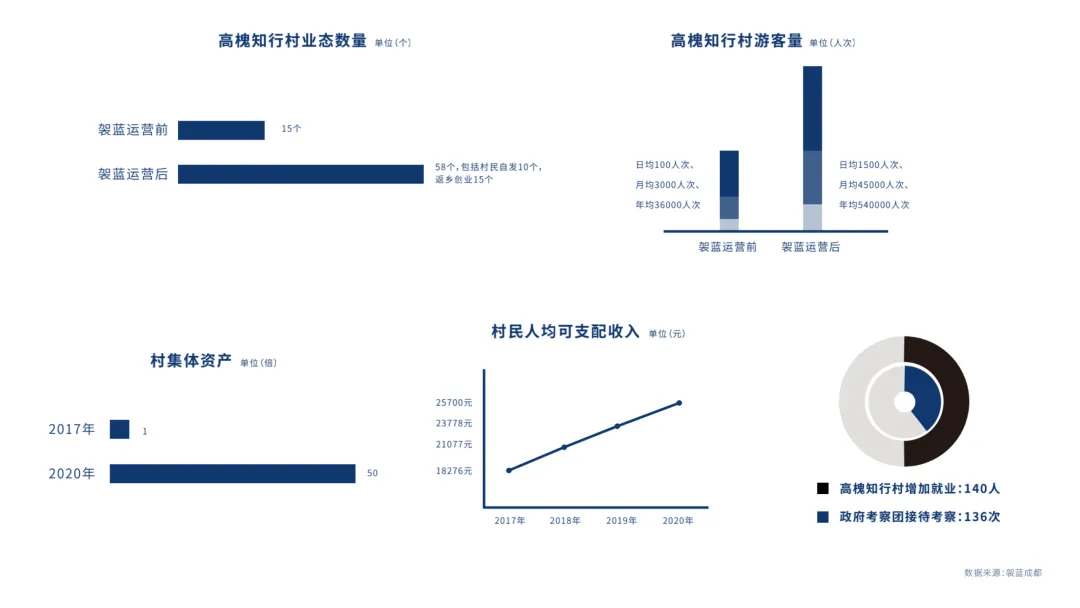 高槐知行村业态数量 单位（个）
袈蓝运营前
15个
袈蓝运营后
58个，包括村民自发10个，
返乡创业15个
高槐知行村游客量 单位（人次）
日均100人次、
月均3000人次、
年均36000人次
日均1500人次、
月均45000人次、
年均540000人次
袈蓝运营前
袈蓝运营后
村集体资产 单位（倍）
2017年
1
2020年
50
村民人均可支配收入 单位（元）
25700元
23778元
21077元
18276元
2017年
2018年
2019年
2020年
高槐知行村增加就业：140人
政府考察团接待考察：136次
数据来源：袈蓝成都